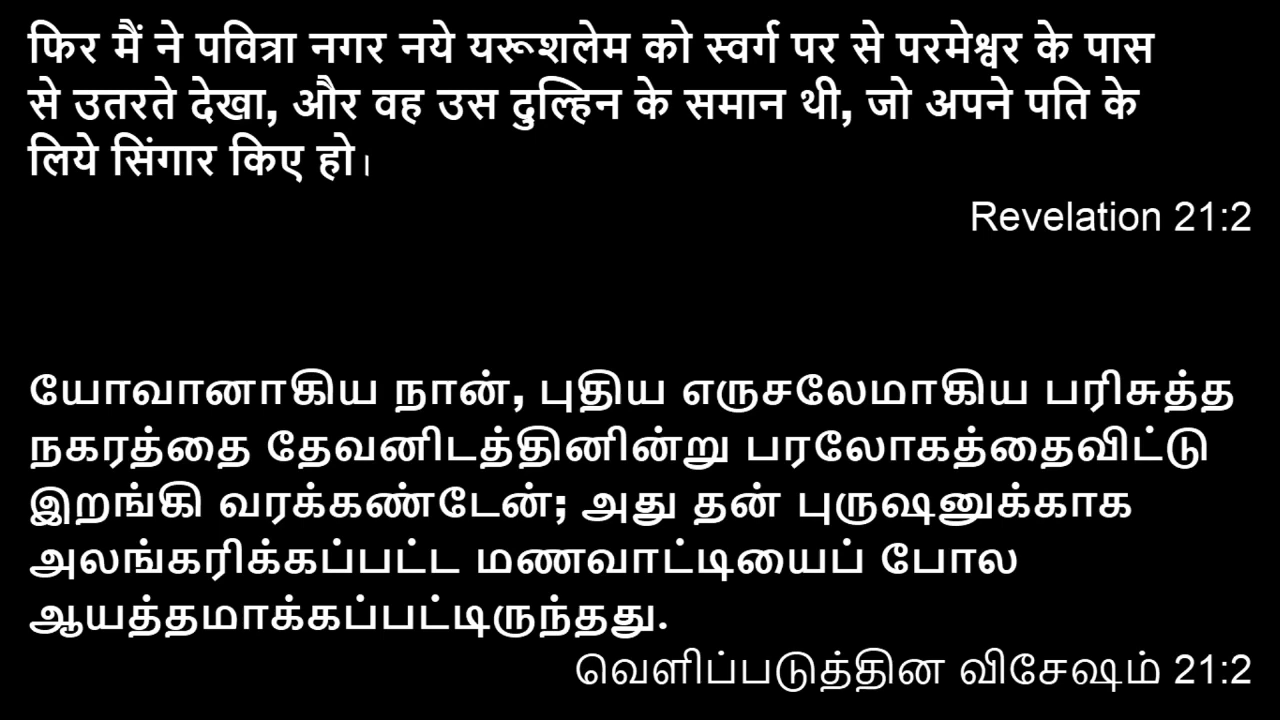 फिर मैं ने पवित्रा नगर नये यरूशलेम को स्वर्ग पर से परमेश्वर के पास
से उतरते देखा, और वह उस दुल्हिन के समान थी, जो अपने पति के
लिये सिंगार किए हो।
Revelation 21:2
யோவானாகிய நான், புதிய எருசலேமாகிய பரிசுத்த
நகரத்தை தேவனிடத்தினின்று பரலோகத்தைவிட்டு
இறங்கி வரக்கண்டேன்; அது தன் புருஷனுக்காக
அலங்கரிக்கப்பட்ட மணவாட்டியைப் போல
ஆயத்தமாக்கப்பட்டிருந்தது.
வெளிப்படுத்தின விசேஷம் 21:2